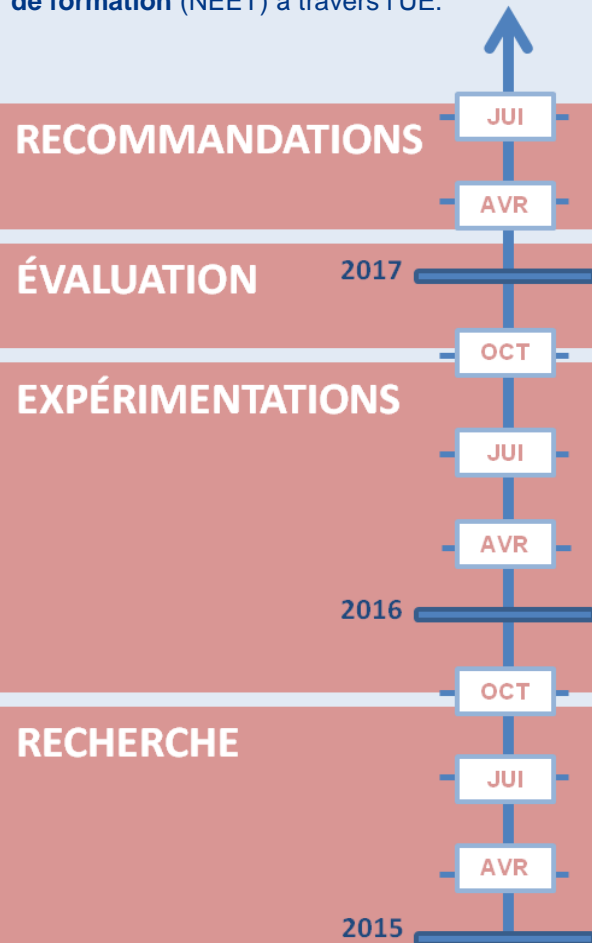 de formation (NEET) à travers l'UE.
JUI
RECOMMANDATIONS
AVR
ÉVALUATION
2017
OCT
EXPÉRIMENTATIONS
JUI
AVR
2016
OCT
RECHERCHE
JUI
AVR
2015